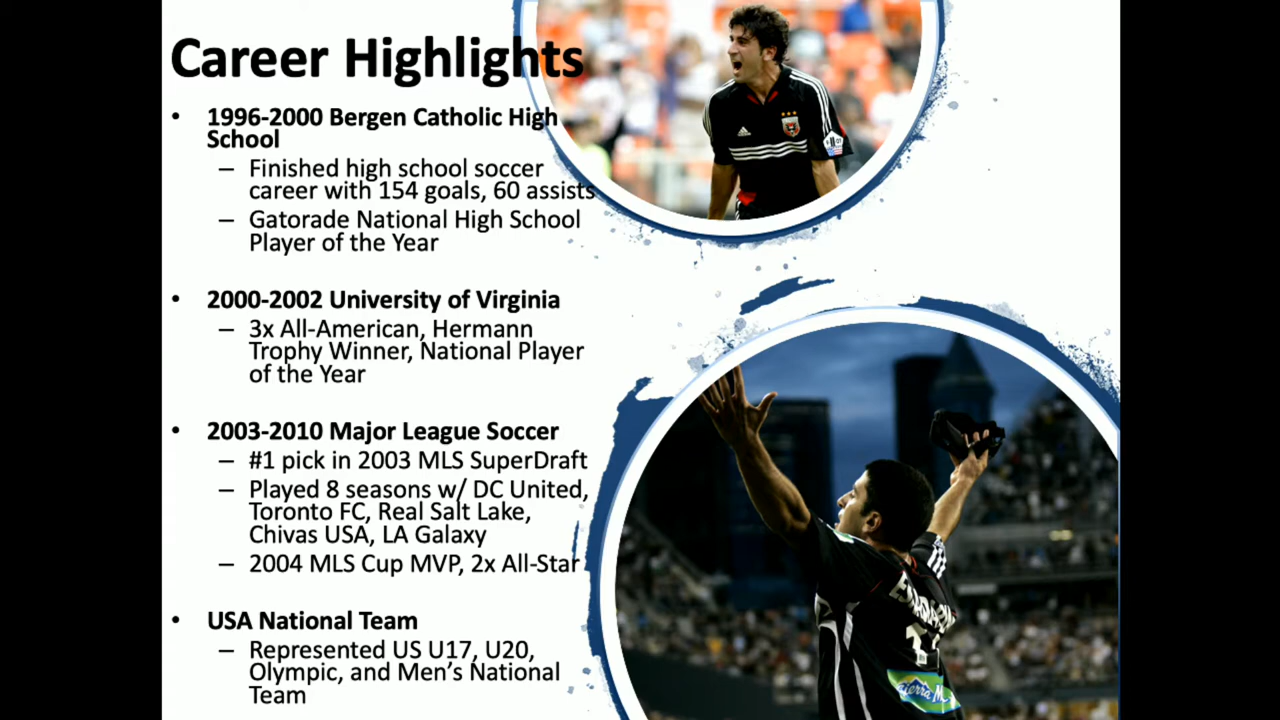 Career Highlights
• 1996-2000 Bergen Catholic High
School
– Finished high school soccer
career with 154 goals, 60 assists
– Gatorade National High School
Player of the Year
• 2000-2002 University of Virginia
– 3x All-American, Hermann
Trophy Winner, National Player
of the Year
• 2003-2010 Major League Soccer
– #1 pick in 2003 MLS SuperDraft
– Played 8 seasons w/ DC United,
Toronto FC, Real Salt Lake,
Chivas USA, LA Galaxy
– 2004 MLS Cup MVP, 2x All-Star
• USA National Team
– Represented US U17, U20,
Olympic, and Men’s National
Team